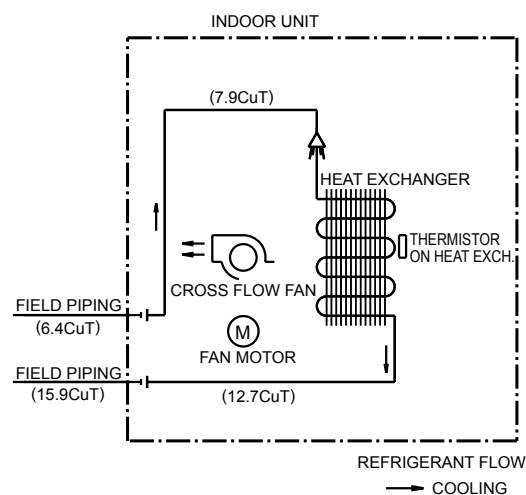 INDOOR UNIT
(7.9CuT)
HEAT EXCHANGER
THERMISTOR
ON HEAT EXCH.
CROSS FLOW FAN
FIELD PIPING
(6.4CuT)
M
FAN MOTOR
FIELD PIPING
(15.9CuT)
(12.7CuT)
REFRIGERANT FLOW
COOLING